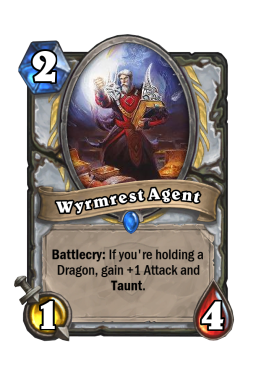 2
Wyrmrest Agent
Battlecry: If you're holding a
Dragon, gain +1 Attack and
Taunt.
1
4